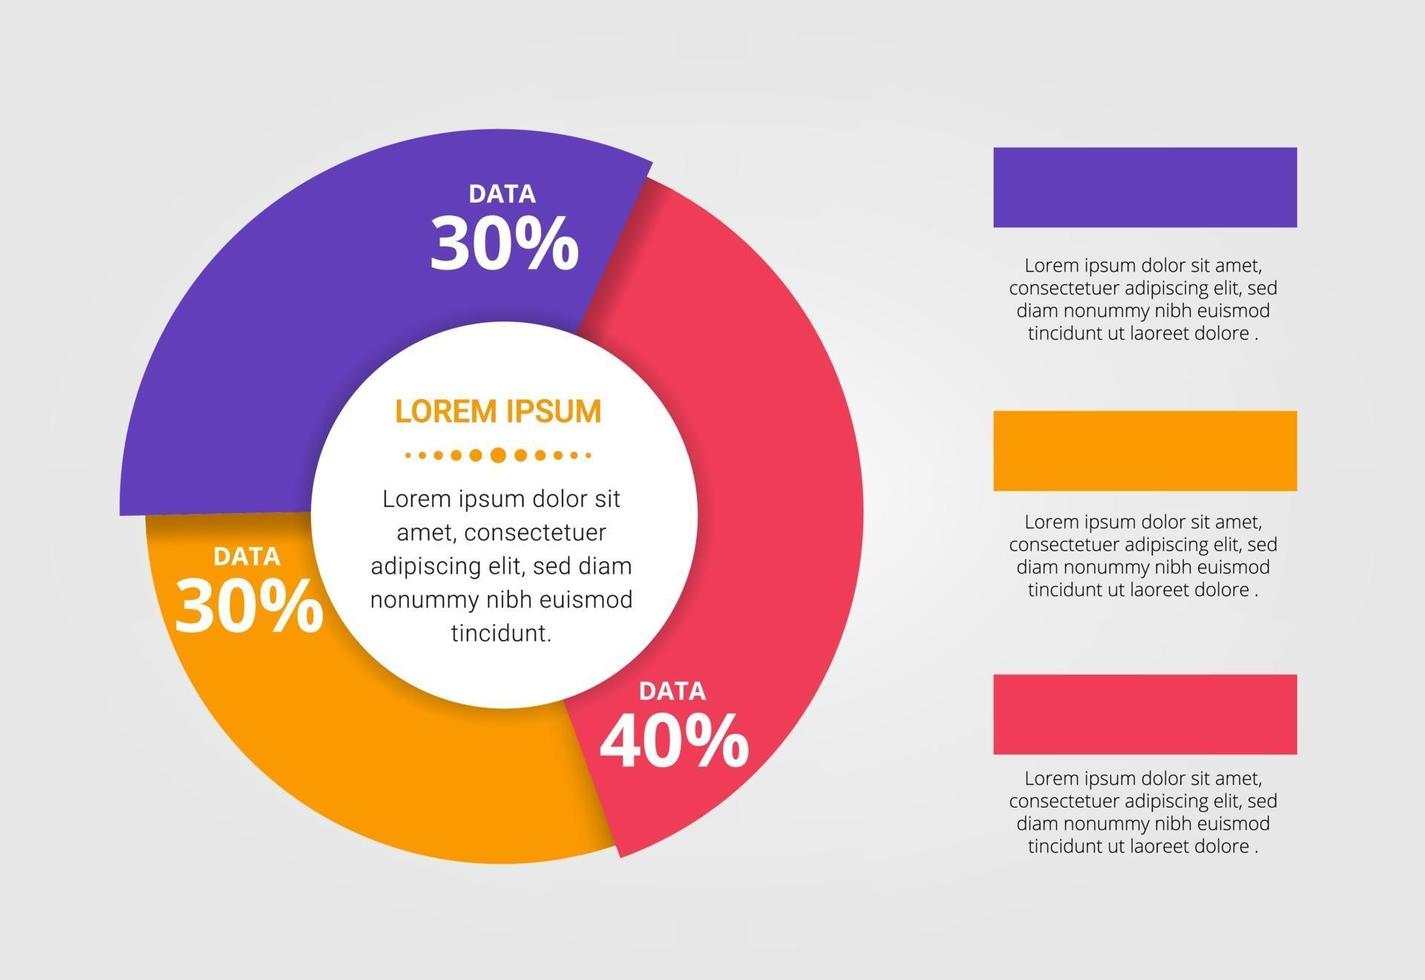 DATA
30%
DATA
30%
DATA
40%
LOREM IPSUM
Lorem ipsum dolor sit
amet, consectetuer
adipiscing elit, sed diam
nonummy nibh euismod
tincidunt.
Lorem ipsum dolor sit amet,
consectetuer adipiscing elit, sed
diam nonummy nibh euismod
tincidunt ut laoreet dolore .
Lorem ipsum dolor sit amet,
consectetuer adipiscing elit, sed
diam nonummy nibh euismod
tincidunt ut laoreet dolore .
Lorem ipsum dolor sit amet,
consectetuer adipiscing elit, sed
diam nonummy nibh euismod
tincidunt ut laoreet dolore .